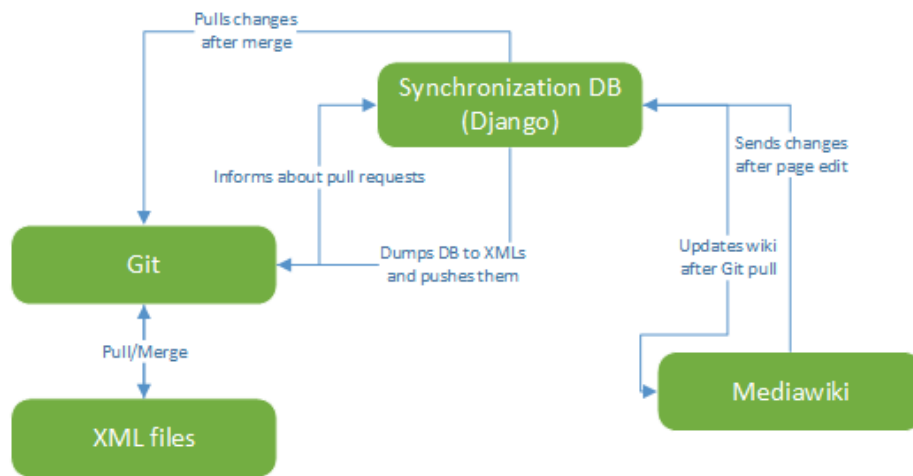 Pulls changes
after merge
Synchronization DB
(Django)
Sends changes
after page edit
Informs about pull requests
Git
Dumps DB to XMLs
and pushes them
Updates wiki
after Git pull
Pull/Merge
Mediawiki
XML files